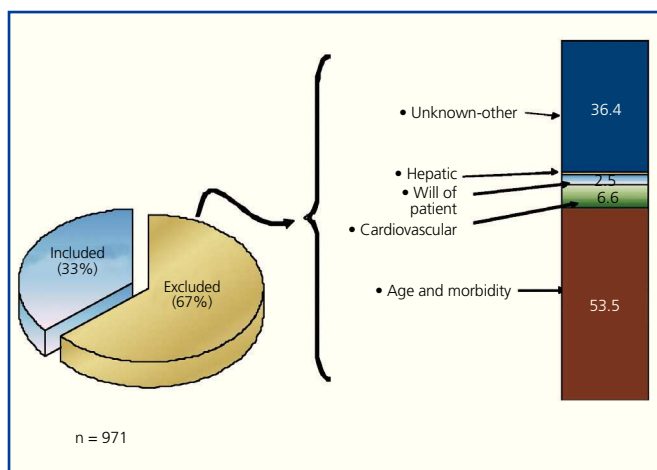 Included
(33%)
Excluded
(67%)
n = 971
• Unknown-other
• Hepatic
• Will of
patient
• Cardiovascular
• Age and morbidity
36.4
2.5
6.6
53.5